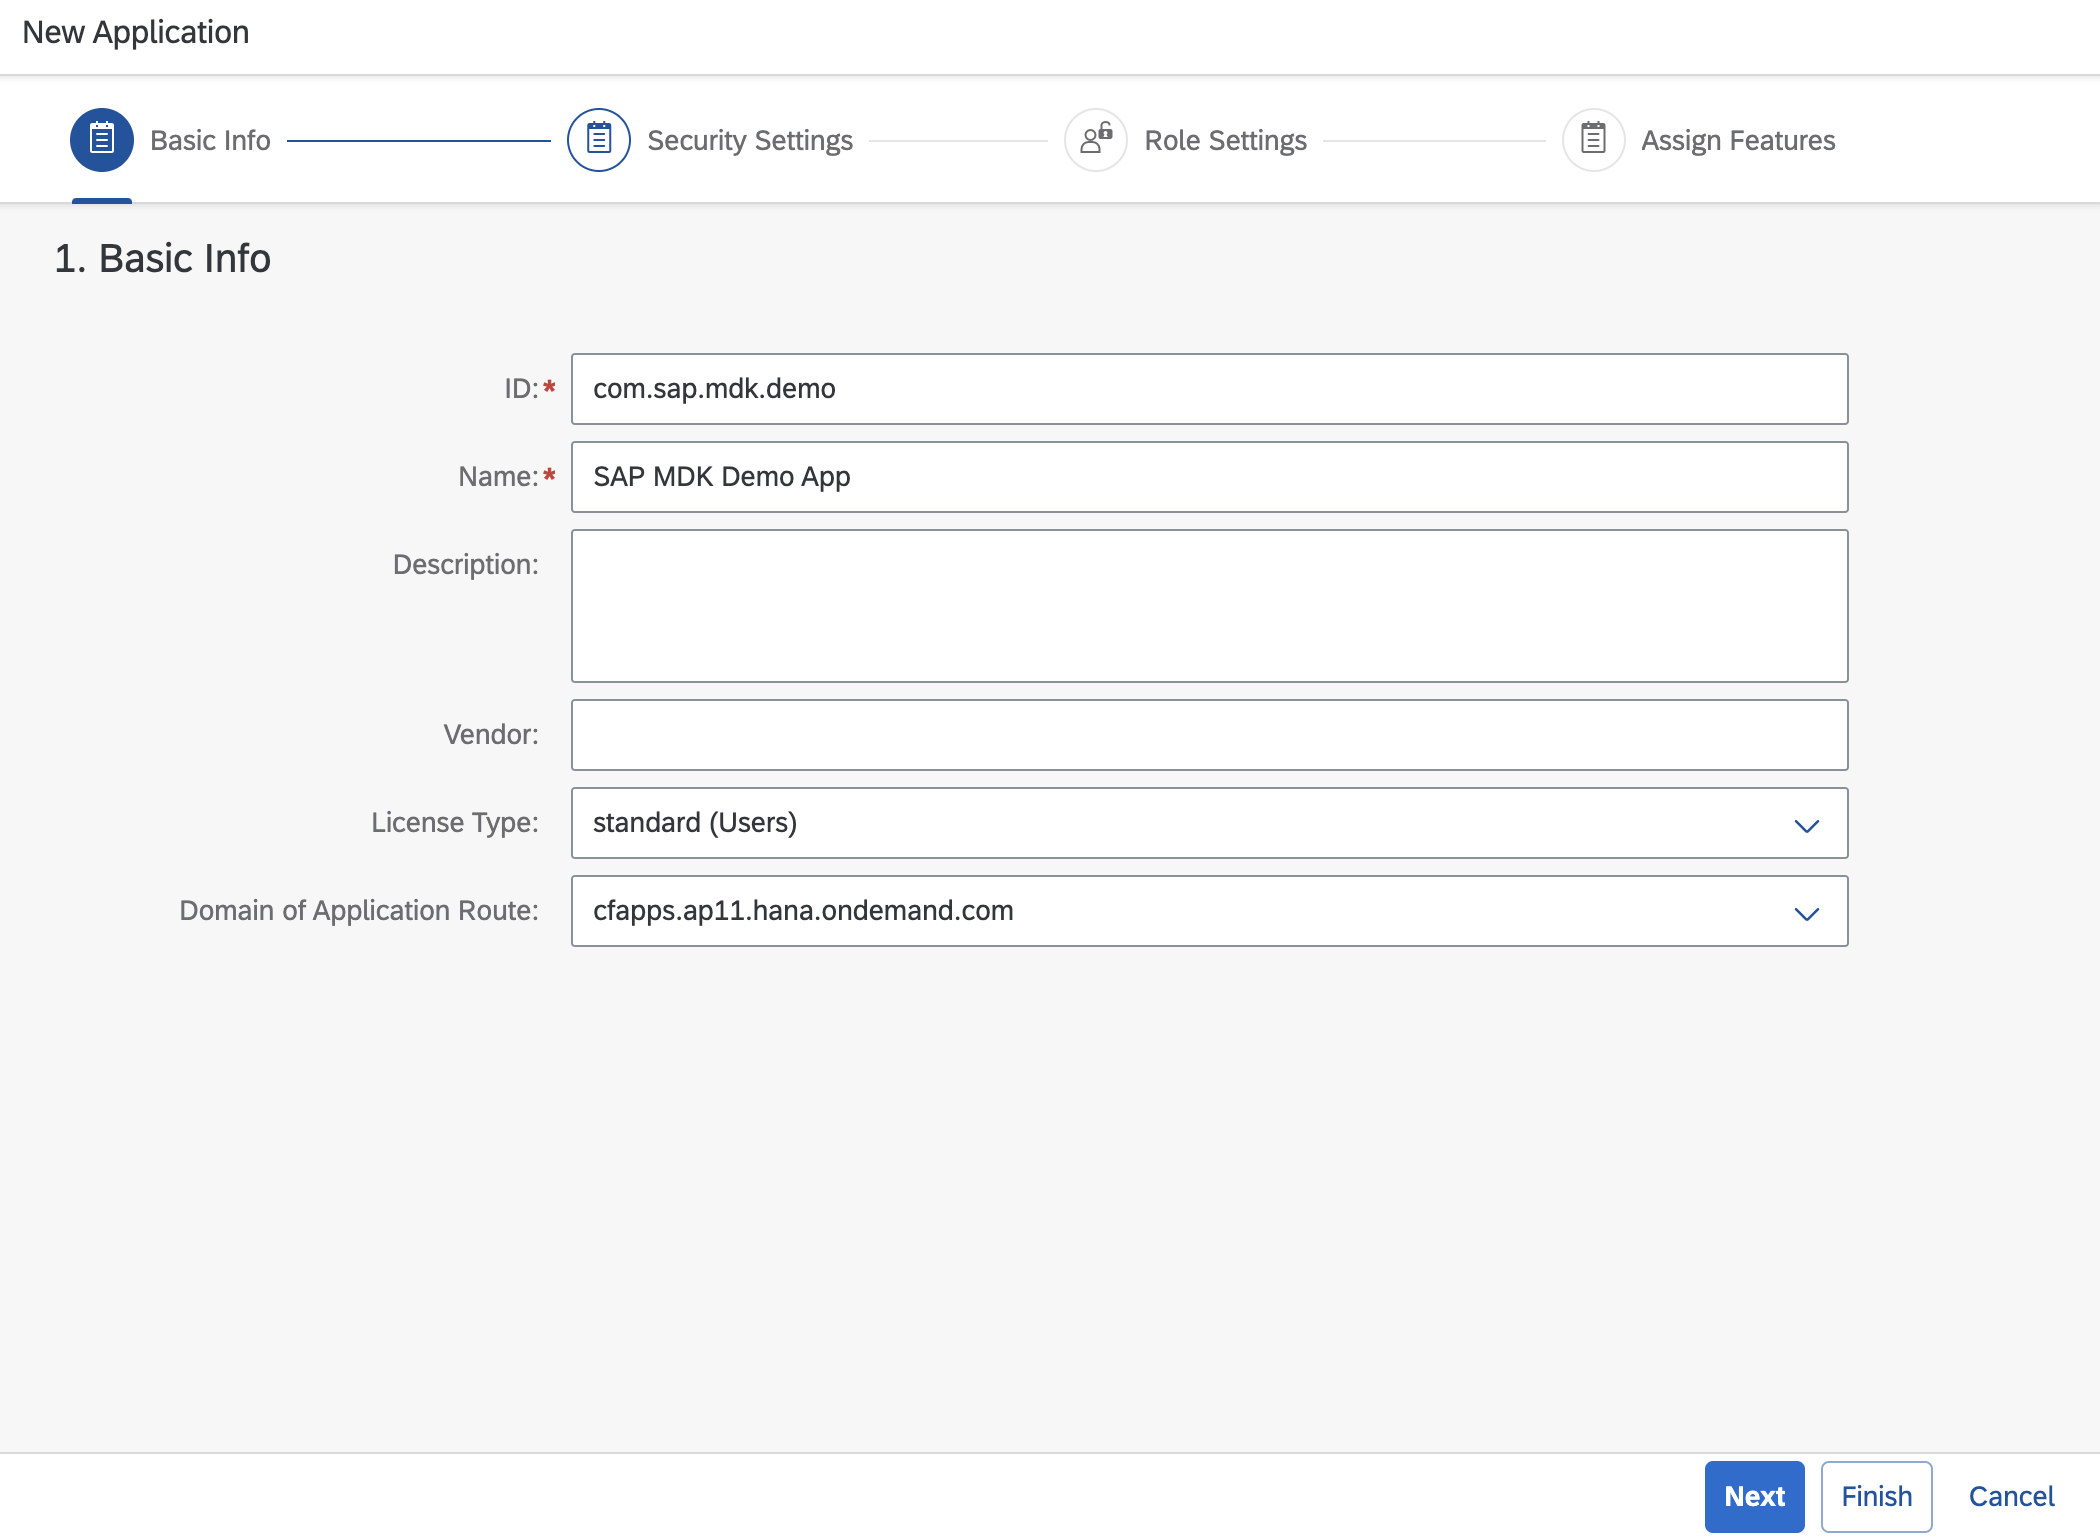 New Application
Basic Info
Security Settings
Role Settings
Assign Features
1. Basic Info
ID:* com.sap.mdk.demo
Name:* SAP MDK Demo App
Description:
Vendor:
License Type: standard (Users)
Domain of Application Route: cfapps.ap11.hana.ondemand.com
Next Finish Cancel